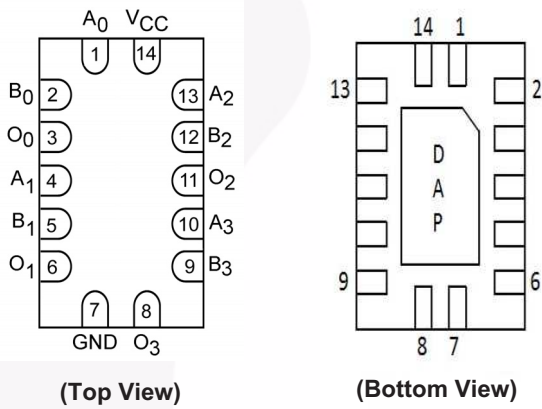 A0 VCC
1 14
B0 2 13 A2
O0 3 12 B2
A1 4 11 O2
B1 5 10 A3
O1 6 9 B3
7 8
GND O3
(Top View)
14 1
13 2
D
A
P
9 6
8 7
(Bottom View)